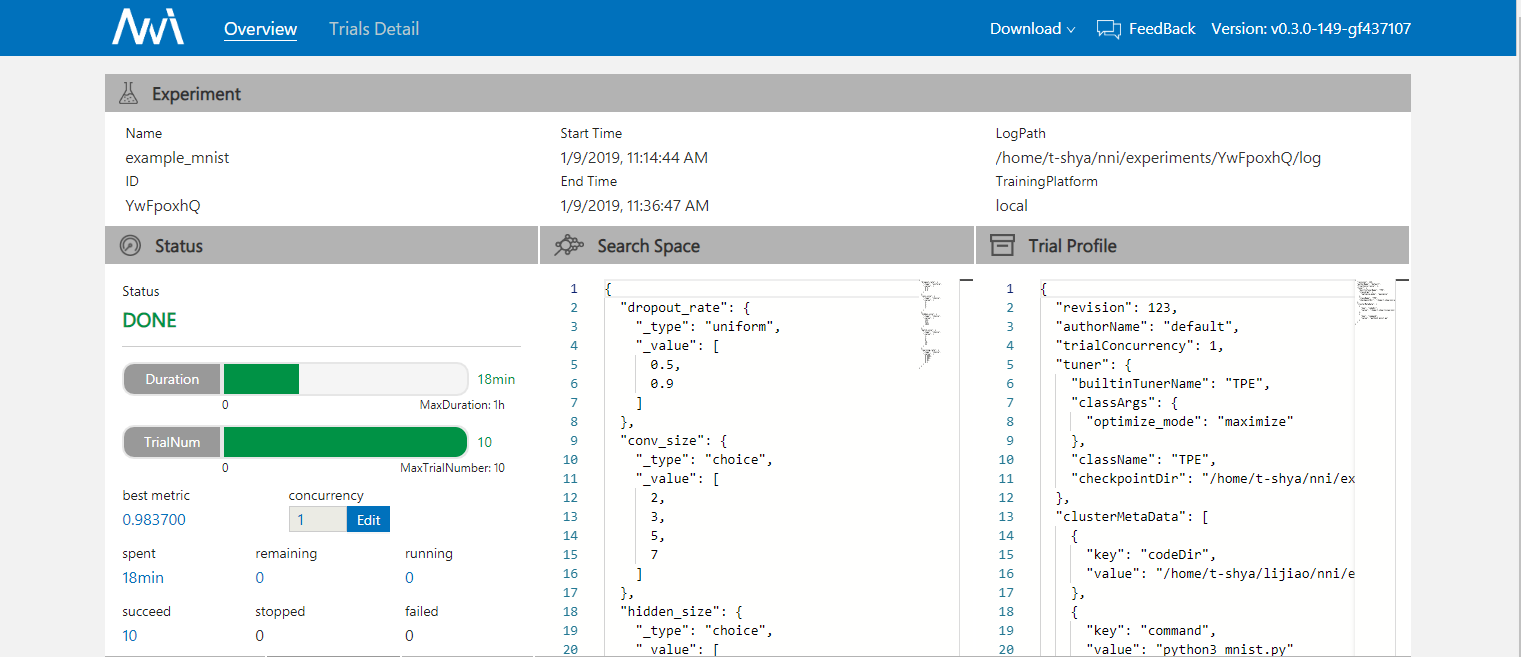 NNI
Overview
Trials Detail
Download
FeedBack
Version: v0.3.0-149-gf437107
Experiment
Name
example_mnist
ID
YwFpoxhQ
Start Time
1/9/2019, 11:14:44 AM
End Time
1/9/2019, 11:36:47 AM
LogPath
/home/t-shya/nni/experiments/YwFpoxhQ/log
TrainingPlatform
local
Status
Status
DONE
Duration
18min
0
MaxDuration: 1h
TrialNum
10
0
MaxTrialNumber: 10
best metric
0.983700
concurrency
1
Edit
spent
18min
remaining
0
running
0
succeed
10
stopped
0
failed
0
Search Space
1 {
2 "dropout_rate": {
3 "_type": "uniform",
4 "_value": [
5 0.5,
6 0.9
7 ]
8 },
9 "conv_size": {
10 "_type": "choice",
11 "_value": [
12 2,
13 3,
14 5,
15 7
16 ]
17 },
18 "hidden_size": {
19 "_type": "choice",
20 "_value": [
Trial Profile
1 {
2 "revision": 123,
3 "authorName": "default",
4 "trialConcurrency": 1,
5 "tuner": {
6 "builtinTunerName": "TPE",
7 "classArgs": {
8 "optimize_mode": "maximize"
9 },
10 "className": "TPE",
11 "checkpointDir": "/home/t-shya/nni/ex
12 },
13 "clusterMetaData": [
14 {
15 "key": "codeDir",
16 "value": "/home/t-shya/lijiao/nni/e
17 },
18 {
19 "key": "command",
20 "value": "python3 mnist.py"